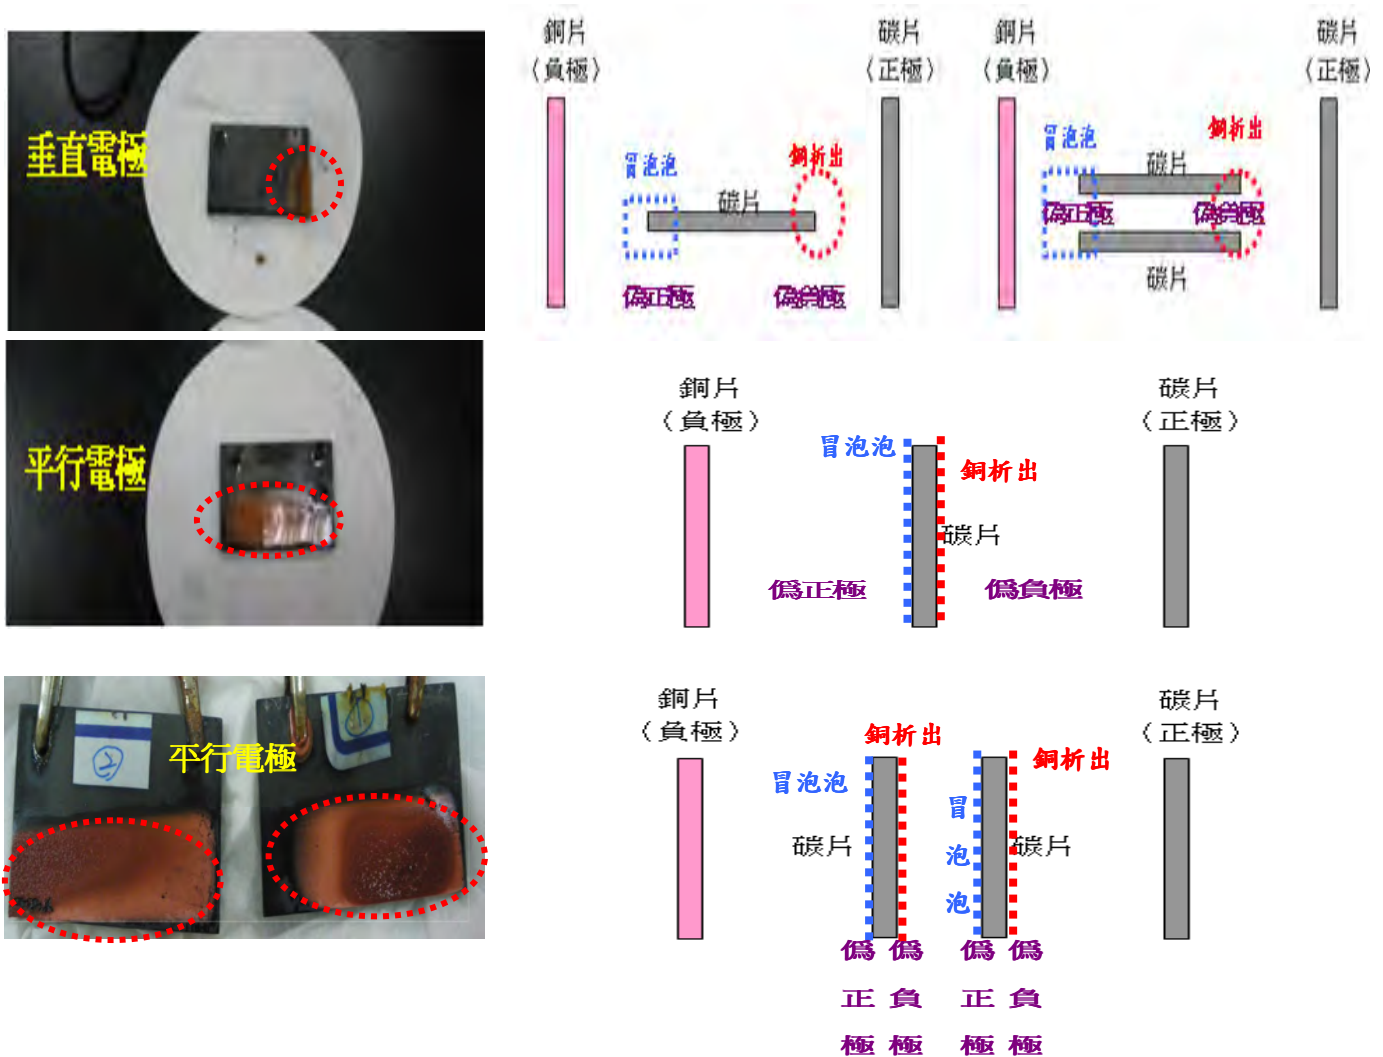 垂直電極
銅片
（負極）
碳片
（正極）
冒泡泡
銅析出
碳片
偽正極
偽負極
銅片
（負極）
碳片
（正極）
冒泡泡
銅析出
碳片
偽正極
偽負極
碳片
平行電極
銅片
（負極）
碳片
（正極）
冒泡泡
銅析出
碳片
偽正極
偽負極
平行電極
②
①
銅片
（負極）
碳片
（正極）
銅析出
冒泡泡
碳片
銅析出
冒泡泡
碳片
偽正極
偽負極
偽正極
偽負極